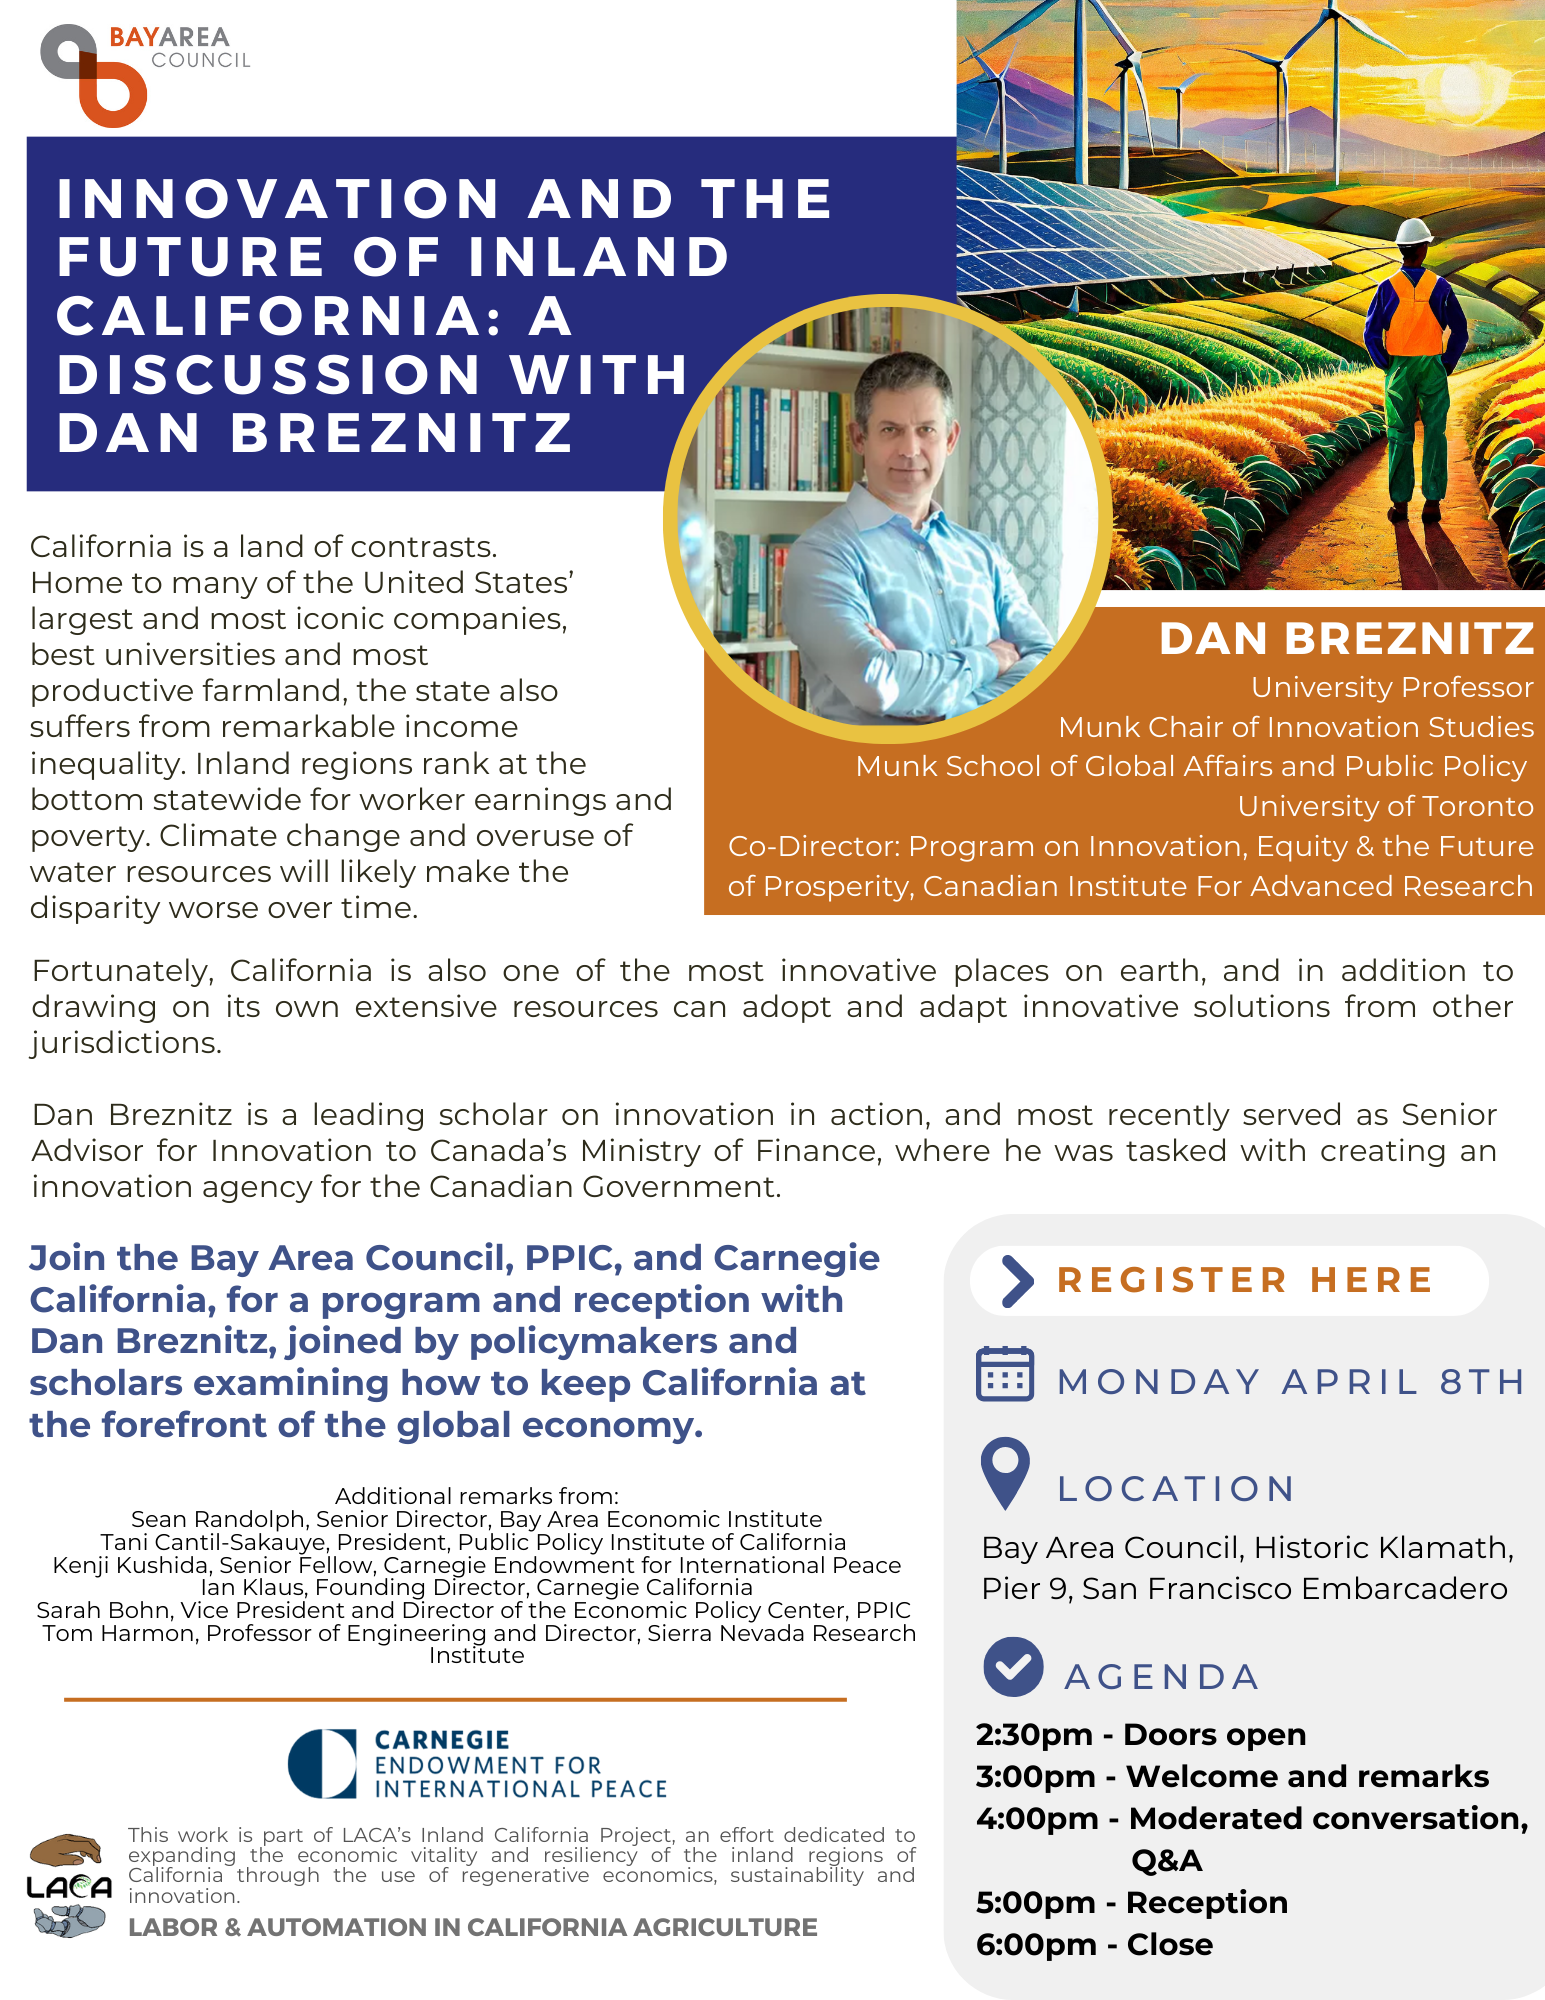 BAYAREA
COUNCIL
INNOVATION AND THE
FUTURE OF INLAND
CALIFORNIA: A
DISCUSSION WITH
DAN BREZNITZ
California is a land of contrasts.
Home to many of the United States’
largest and most iconic companies,
best universities and most
productive farmland, the state also
suffers from remarkable income
inequality. Inland regions rank at the
bottom statewide for worker earnings and
poverty. Climate change and overuse of
water resources will likely make the
disparity worse over time.
DAN BREZNITZ
University Professor
Munk Chair of Innovation Studies
Munk School of Global Affairs and Public Policy
University of Toronto
Co-Director: Program on Innovation, Equity & the Future
of Prosperity, Canadian Institute For Advanced Research
Fortunately, California is also one of the most innovative places on earth, and in addition to
drawing on its own extensive resources can adopt and adapt innovative solutions from other
jurisdictions.
Dan Breznitz is a leading scholar on innovation in action, and most recently served as Senior
Advisor for Innovation to Canada’s Ministry of Finance, where he was tasked with creating an
innovation agency for the Canadian Government.
Join the Bay Area Council, PPIC, and Carnegie
California, for a program and reception with
Dan Breznitz, joined by policymakers and
scholars examining how to keep California at
the forefront of the global economy.
Additional remarks from:
Sean Randolph, Senior Director, Bay Area Economic Institute
Tani Cantil-Sakauye, President, Public Policy Institute of California
Kenji Kushida, Senior Fellow, Carnegie Endowment for International Peace
Ian Klaus, Founding Director, Carnegie California
Sarah Bohn, Vice President and Director of the Economic Policy Center, PPIC
Tom Harmon, Professor of Engineering and Director, Sierra Nevada Research
Institute
CARNEGIE
ENDOWMENT FOR
INTERNATIONAL PEACE
LACA
This work is part of LACA’s Inland California Project, an effort dedicated to
expanding the economic vitality and resiliency of the inland regions of
California through the use of regenerative economics, sustainability and
innovation.
LABOR & AUTOMATION IN CALIFORNIA AGRICULTURE
REGISTER HERE
MONDAY APRIL 8TH
LOCATION
Bay Area Council, Historic Klamath,
Pier 9, San Francisco Embarcadero
AGENDA
2:30pm - Doors open
3:00pm - Welcome and remarks
4:00pm - Moderated conversation,
Q&A
5:00pm - Reception
6:00pm - Close